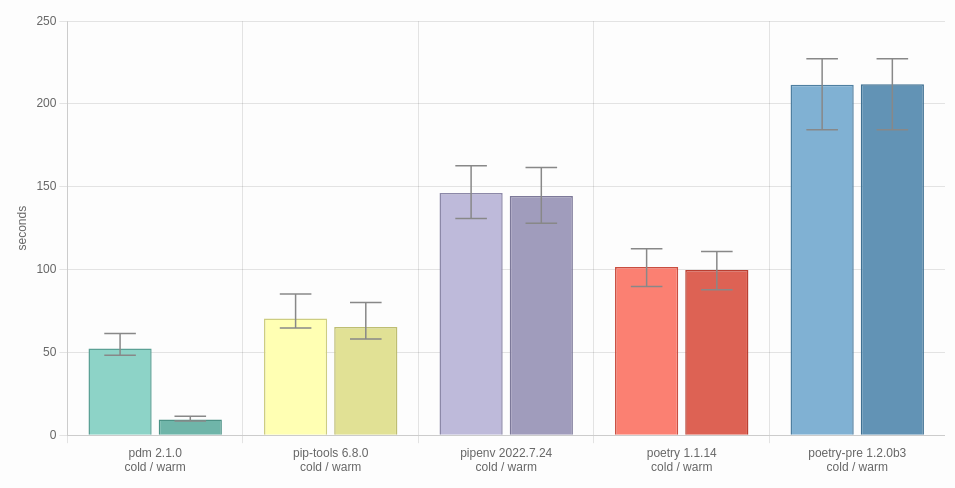 250
200
150
100
50
0
seconds
pdm 2.1.0
cold / warm
pip-tools 6.8.0
cold / warm
pipenv 2022.7.24
cold / warm
poetry 1.1.14
cold / warm
poetry-pre 1.2.0b3
cold / warm